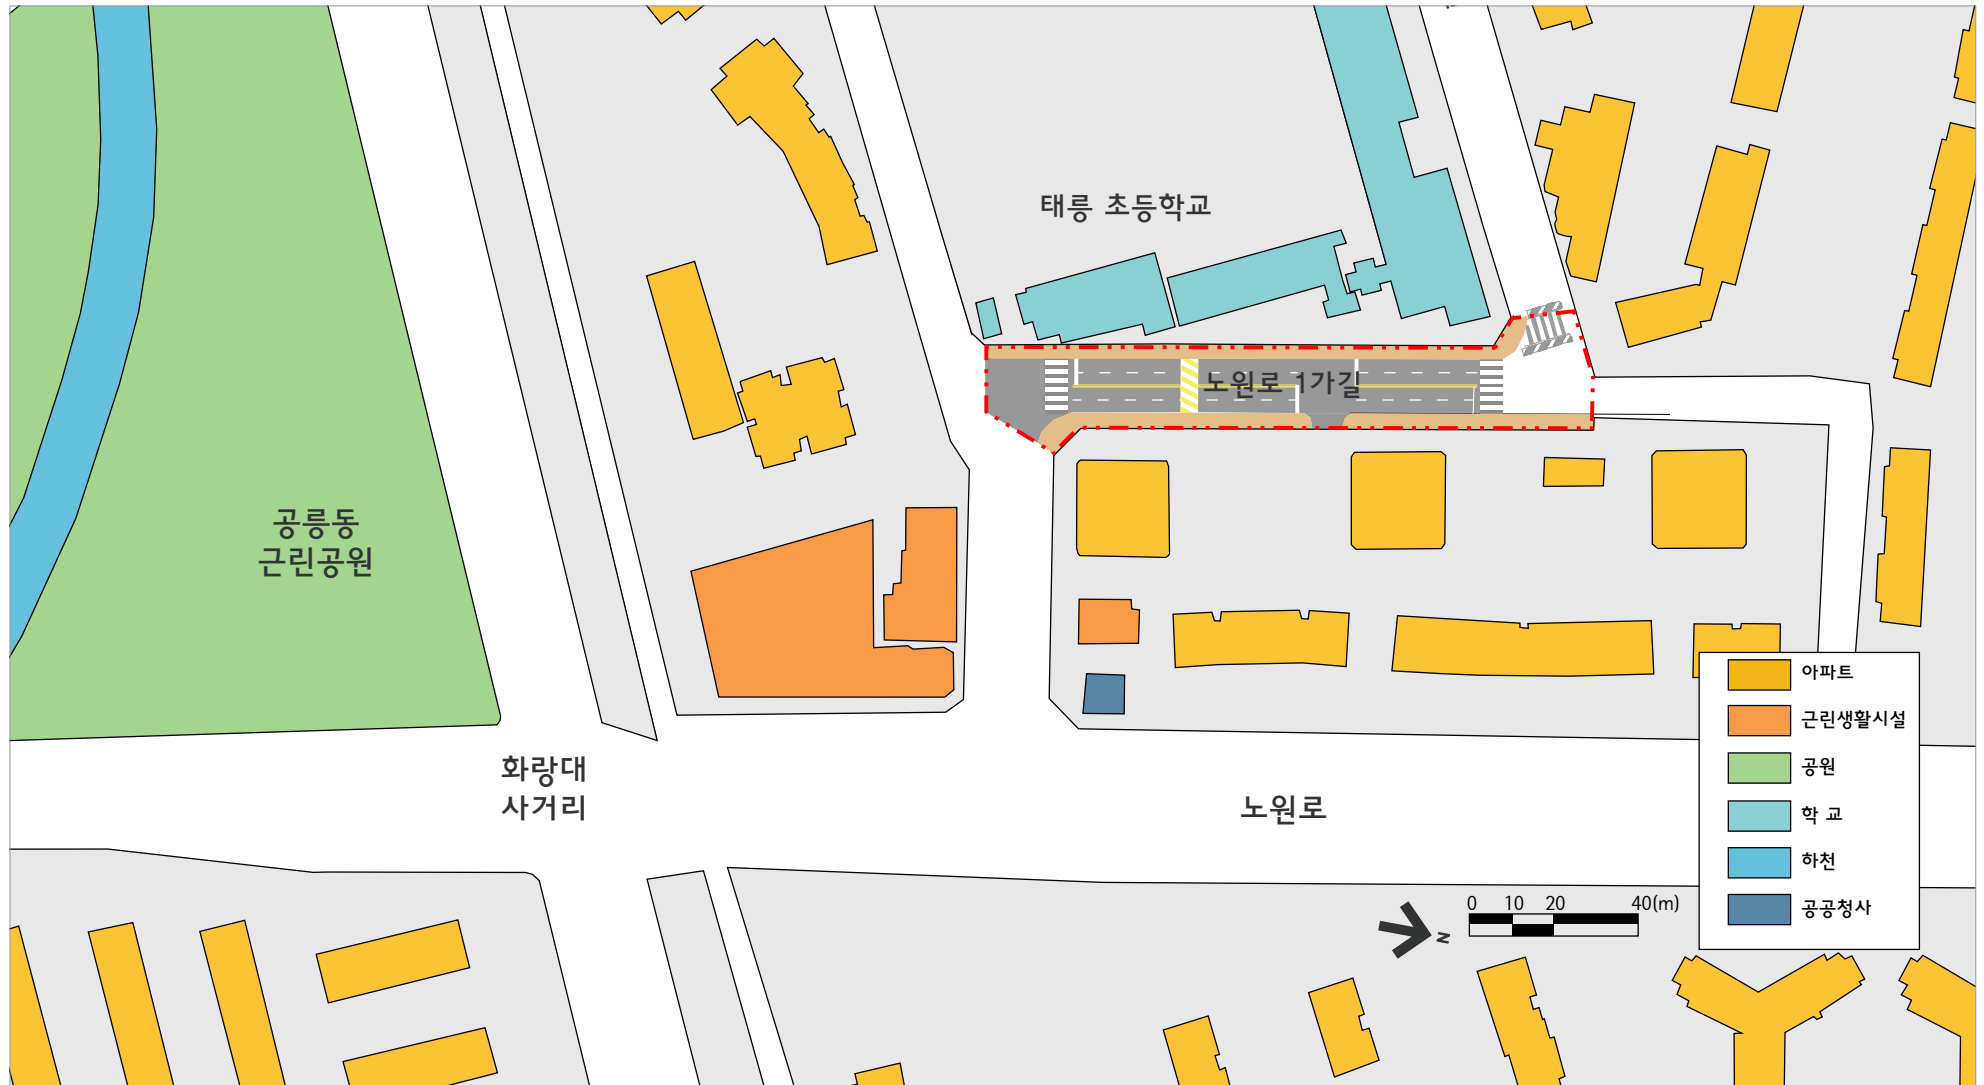 태릉 초등학교
노원로 1가길
공릉동
근린공원
화랑대
사거리
노원로
아파트
근린생활시설
공원
학 교
하천
공공청사
0 10 20 40(m)
N